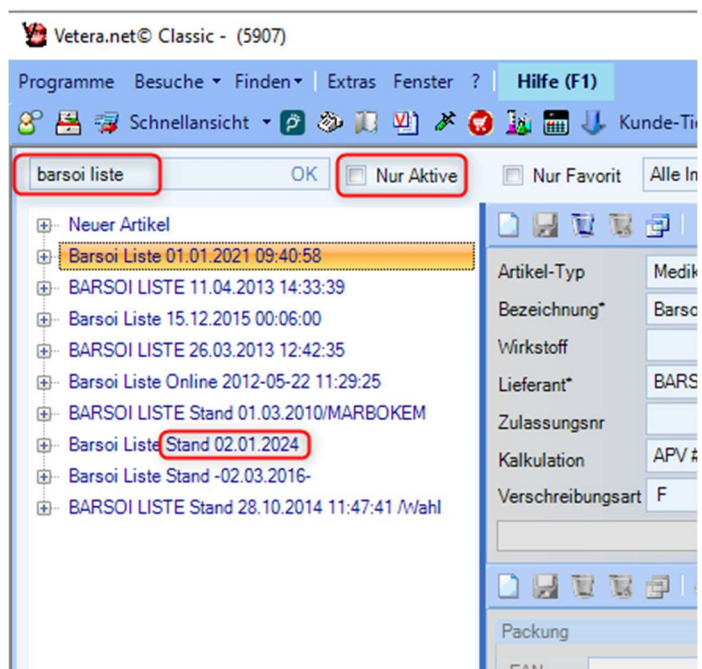 Vetera.net© Classic - (5907)
Programme Besuche Finden Extras Fenster ? Hilfe (F1)
Schnellansicht Kunde-Ti
barsoi liste OK Nur Aktive Nur Favorit Alle In
Neuer Artikel
Barsoi Liste 01.01.2021 09:40:58
BARSOI LISTE 11.04.2013 14:33:39
Barsoi Liste 15.12.2015 00:06:00
BARSOI LISTE 26.03.2013 12:42:35
Barsoi Liste Online 2012-05-22 11:29:25
BARSOI LISTE Stand 01.03.2010/MARBOKEM
Barsoi Liste Stand 02.01.2024
Barsoi Liste Stand -02.03.2016-
BARSOI LISTE Stand 28.10.2014 11:47:41 /Wahl
Artikel-Typ Medik
Bezeichnung* Barso
Wirkstoff
Lieferant* BARS
Zulassungsnr
Kalkulation APV #
Verschreibungsart F
Packung